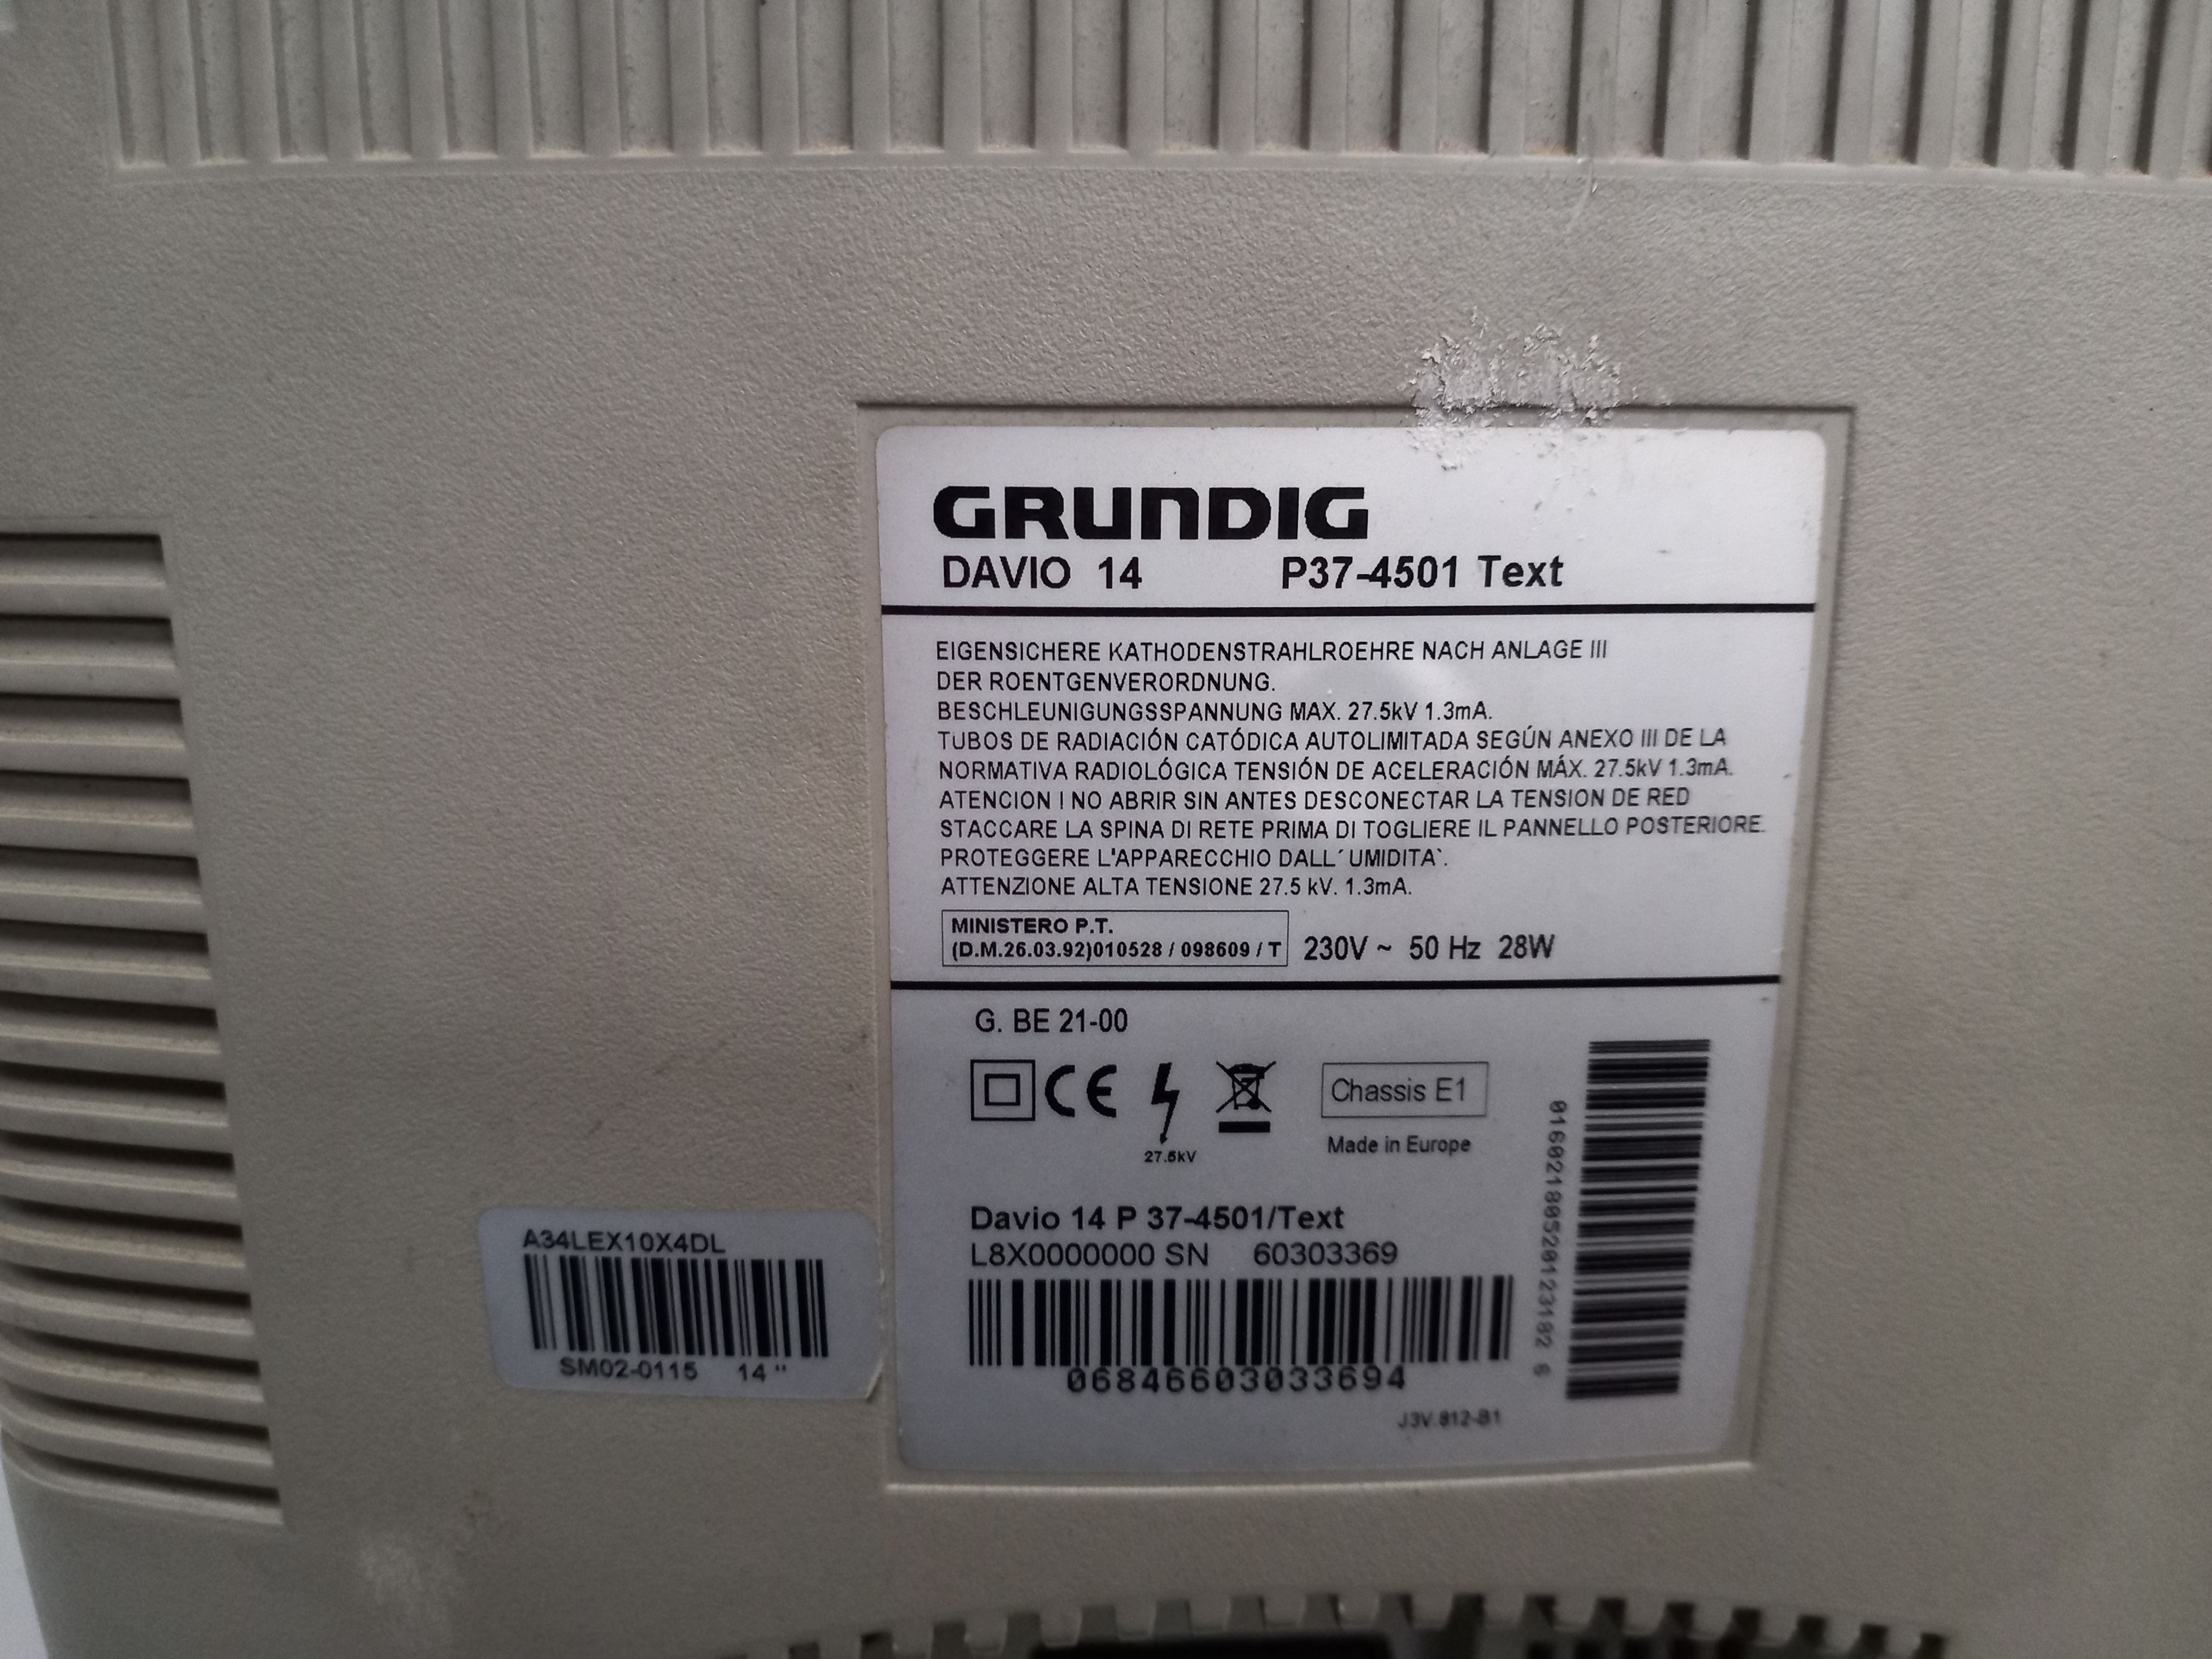 GRUNDIG
DAVIO 14 P37-4501 Text
EIGENSICHERE KATHODENSTRAHLROEHRE NACH ANLAGE III
DER ROENTGENVERORDNUNG.
BESCHLEUNIGUNGSSPANNUNG MAX. 27.5kV 1.3mA.
TUBOS DE RADIACIÓN CATÓDICA AUTOLIMITADA SEGÚN ANEXO III DE LA
NORMATIVA RADIOLÓGICA TENSIÓN DE ACELERACIÓN MÁX. 27.5kV 1.3mA.
ATENCION I NO ABRIR SIN ANTES DESCONECTAR LA TENSION DE RED
STACCARE LA SPINA DI RETE PRIMA DI TOGLIERE IL PANNELLO POSTERIORE.
PROTEGGERE L'APPARECCHIO DALL´UMIDITA`.
ATTENZIONE ALTA TENSIONE 27.5 kV. 1.3mA.
MINISTERO P.T.
(D.M.26.03.92)010528 / 098609 / T
230V ~ 50 Hz 28W
G. BE 21-00
CE
27.5kV
Chassis E1
Made in Europe
Davio 14 P 37-4501/Text
L8X0000000 SN 60303369
06846603033694
J3V.812-B1
01602180520123182 6
A34LEX10X4DL
SM02-0115 14 "